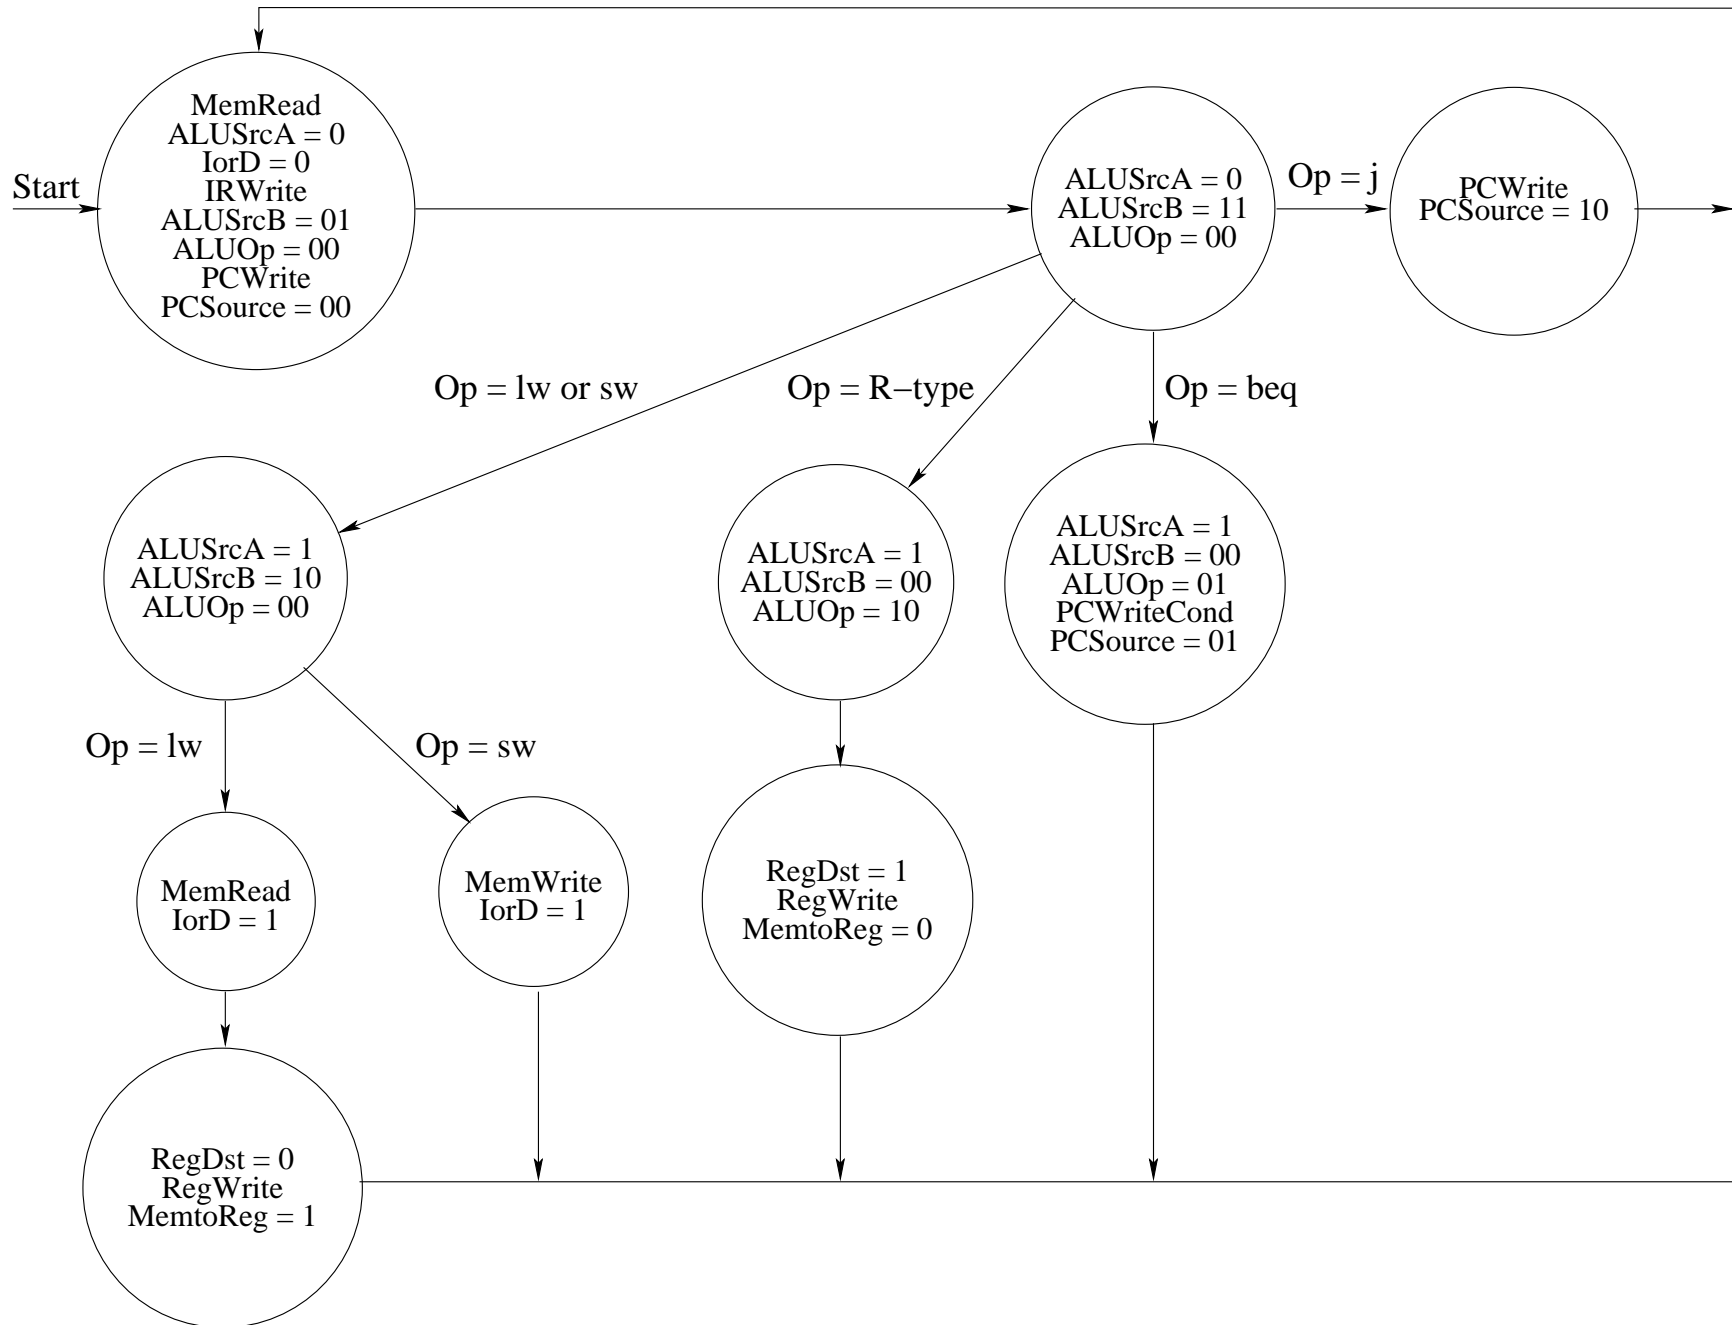 Start
MemRead
ALUSrcA = 0
IorD = 0
IRWrite
ALUSrcB = 01
ALUOp = 00
PCWrite
PCSource = 00
ALUSrcA = 0
ALUSrcB = 11
ALUOp = 00
Op = j
PCWrite
PCSource = 10
Op = lw or sw
Op = R−type
Op = beq
ALUSrcA = 1
ALUSrcB = 10
ALUOp = 00
ALUSrcA = 1
ALUSrcB = 00
ALUOp = 10
ALUSrcA = 1
ALUSrcB = 00
ALUOp = 01
PCWriteCond
PCSource = 01
Op = lw
Op = sw
MemRead
IorD = 1
MemWrite
IorD = 1
RegDst = 1
RegWrite
MemtoReg = 0
RegDst = 0
RegWrite
MemtoReg = 1